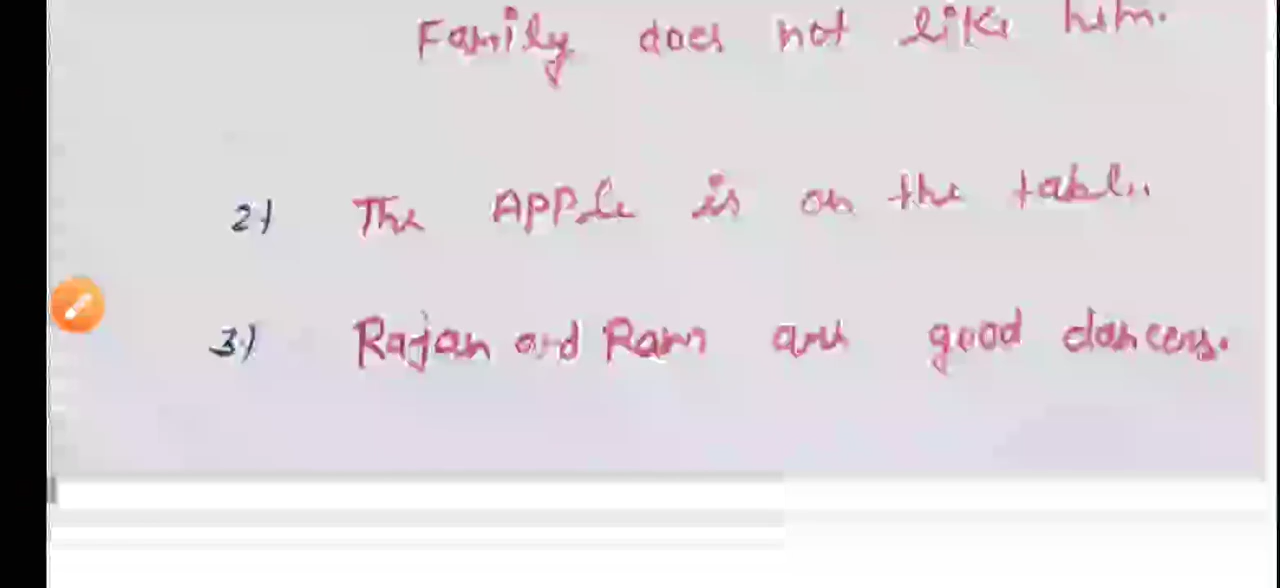 Family does not like him.
2) The Apple is on the table.
3) Rajan and Ram are good dancers.